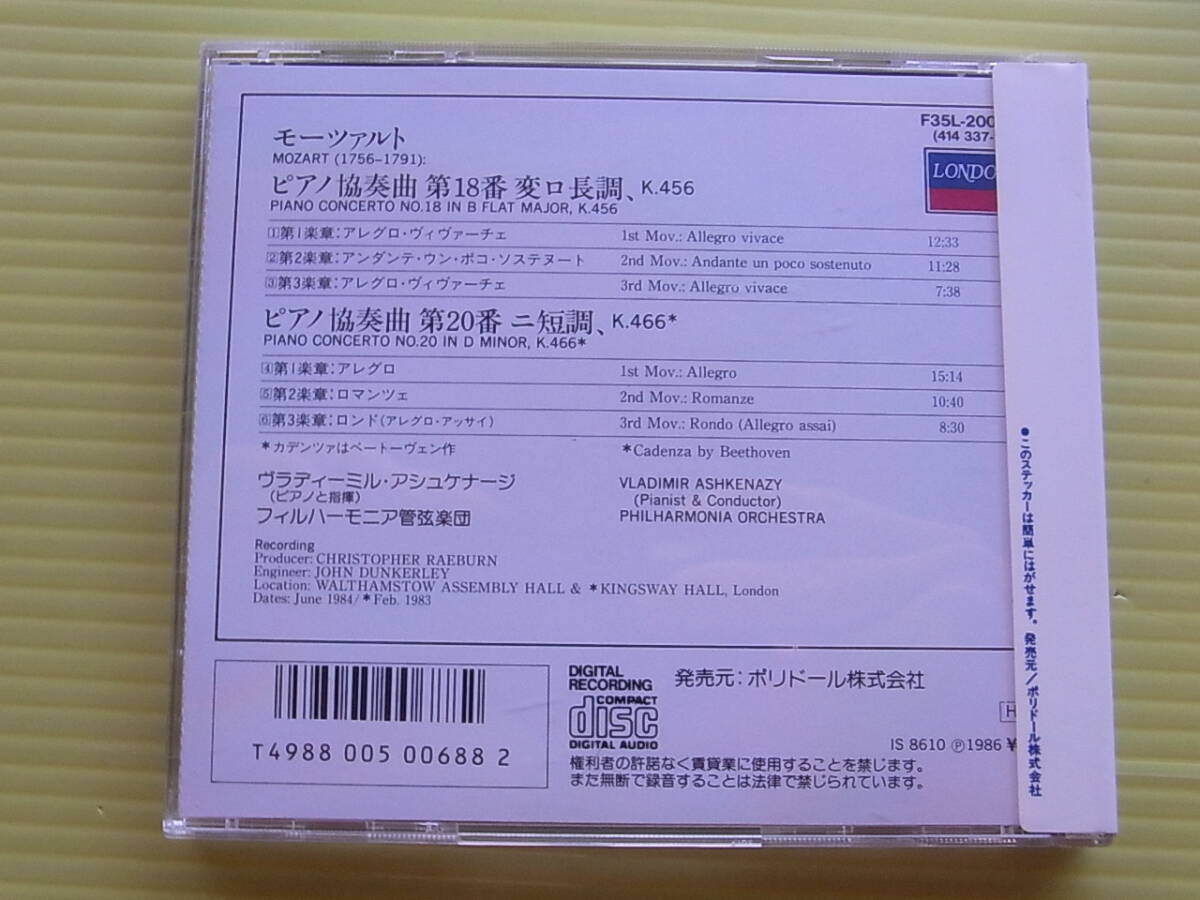 モーツァルト
MOZART (1756–1791):
ピアノ協奏曲 第18番 変ロ長調、K.456
PIANO CONCERTO NO.18 IN B FLAT MAJOR, K.456
①第1楽章:アレグロ・ヴィヴァーチェ 1st Mov.: Allegro vivace 12:33
②第2楽章:アンダンテ・ウン・ポコ・ソステヌート 2nd Mov.: Andante un poco sostenuto 11:28
③第3楽章:アレグロ・ヴィヴァーチェ 3rd Mov.: Allegro vivace 7:38
ピアノ協奏曲 第20番 ニ短調、K.466*
PIANO CONCERTO NO.20 IN D MINOR, K.466*
④第1楽章:アレグロ 1st Mov.: Allegro 15:14
⑤第2楽章:ロマンツェ 2nd Mov.: Romanze 10:40
⑥第3楽章:ロンド(アレグロ・アッサイ) 3rd Mov.: Rondo (Allegro assai) 8:30
*カデンツァはベートーヴェン作 *Cadenza by Beethoven
ヴラディーミル・アシュケナージ VLADIMIR ASHKENAZY
(ピアノと指揮) (Pianist & Conductor)
フィルハーモニア管弦楽団 PHILHARMONIA ORCHESTRA
Recording
Producer: CHRISTOPHER RAEBURN
Engineer: JOHN DUNKERLEY
Location: WALTHAMSTOW ASSEMBLY HALL & *KINGSWAY HALL, London
Dates: June 1984/*Feb. 1983
F35L-200
(414 337-
LONDO
T4988 005 00688 2
DIGITAL
RECORDING
COMPACT
disc
DIGITAL AUDIO
発売元:ポリドール株式会社
H
IS 8610 Ⓟ1986 ¥
権利者の許諾なく賃貸業に使用することを禁じます。
また無断で録音することは法律で禁じられています。
●このステッカーは簡単にはがせます。発売元/ポリドール株式会社